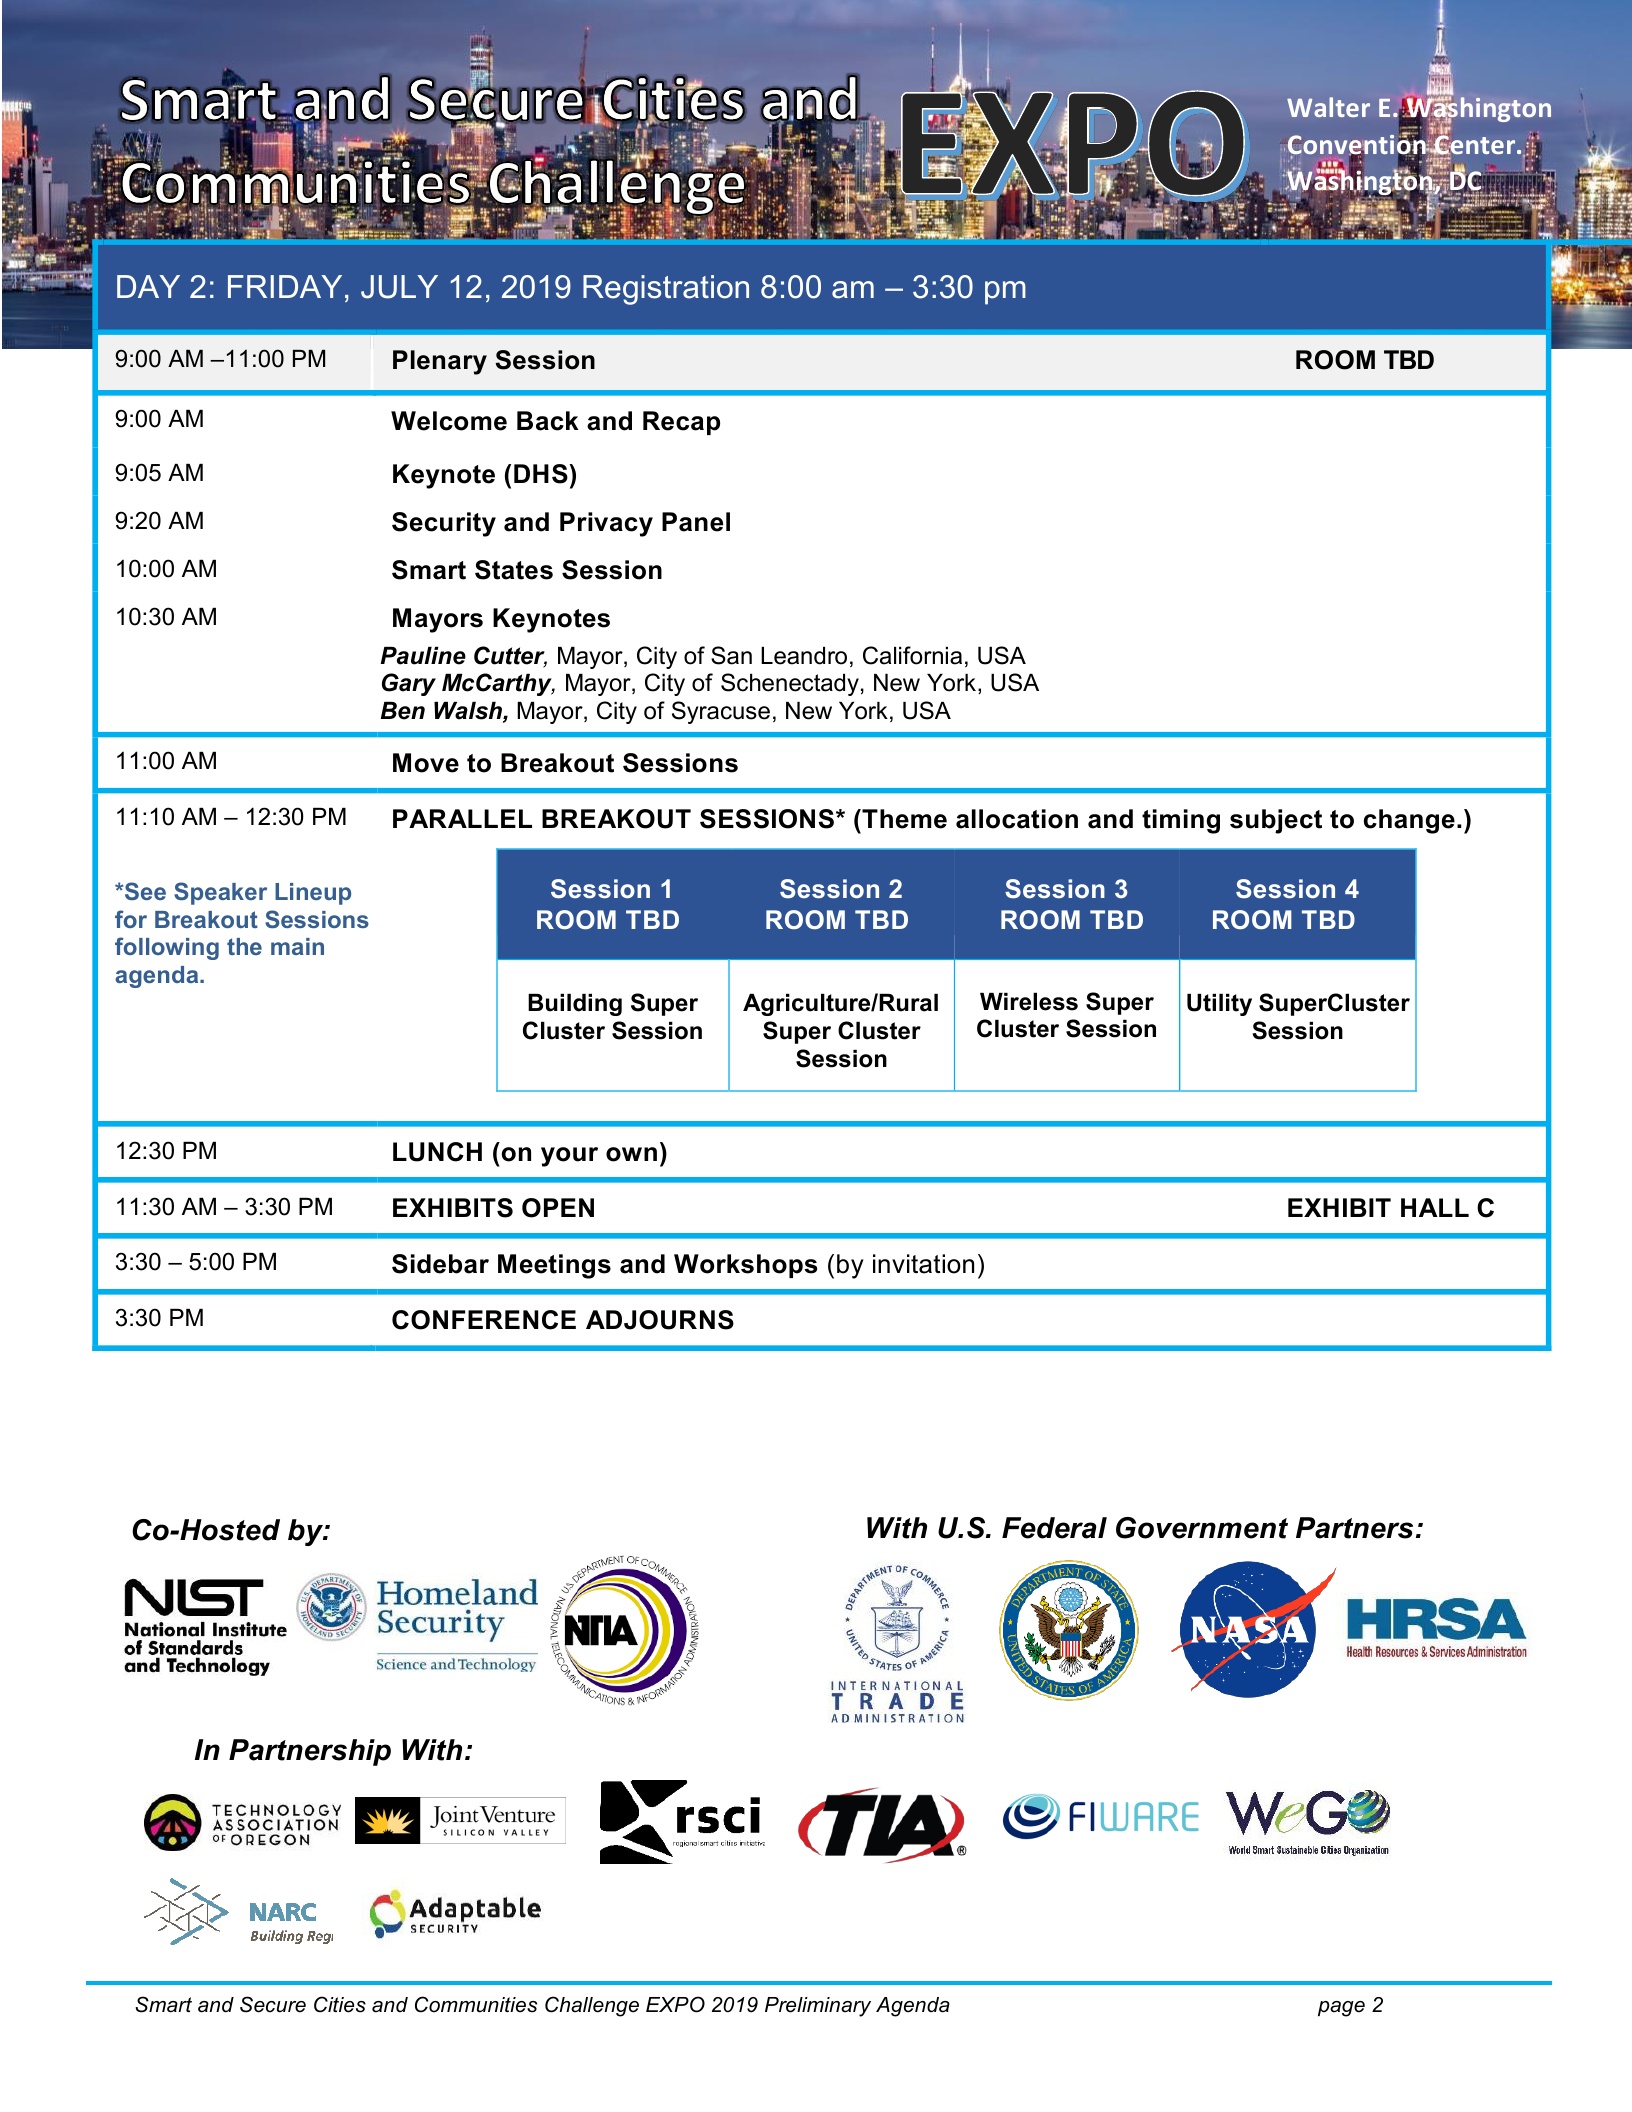 Smart and Secure Cities and
Communities Challenge
EXPO
Walter E. Washington
Convention Center.
Washington, DC
DAY 2: FRIDAY, JULY 12, 2019 Registration 8:00 am – 3:30 pm
9:00 AM –11:00 PM Plenary Session ROOM TBD
9:00 AM Welcome Back and Recap
9:05 AM Keynote (DHS)
9:20 AM Security and Privacy Panel
10:00 AM Smart States Session
10:30 AM Mayors Keynotes
Pauline Cutter, Mayor, City of San Leandro, California, USA
Gary McCarthy, Mayor, City of Schenectady, New York, USA
Ben Walsh, Mayor, City of Syracuse, New York, USA
11:00 AM Move to Breakout Sessions
11:10 AM – 12:30 PM PARALLEL BREAKOUT SESSIONS* (Theme allocation and timing subject to change.)
*See Speaker Lineup
for Breakout Sessions
following the main
agenda.
Session 1
ROOM TBD
Session 2
ROOM TBD
Session 3
ROOM TBD
Session 4
ROOM TBD
Building Super
Cluster Session
Agriculture/Rural
Super Cluster
Session
Wireless Super
Cluster Session
Utility SuperCluster
Session
12:30 PM LUNCH (on your own)
11:30 AM – 3:30 PM EXHIBITS OPEN EXHIBIT HALL C
3:30 – 5:00 PM Sidebar Meetings and Workshops (by invitation)
3:30 PM CONFERENCE ADJOURNS
Co-Hosted by:
NIST
National Institute
of Standards
and Technology
U.S. DEPARTMENT OF HOMELAND SECURITY
Homeland
Security
Science and Technology
U.S. DEPARTMENT OF COMMERCE
NTIA
NATIONAL TELECOMMUNICATIONS & INFORMATION ADMINISTRATION
With U.S. Federal Government Partners:
DEPARTMENT OF COMMERCE
UNITED STATES OF AMERICA
INTERNATIONAL
TRADE
ADMINISTRATION
DEPARTMENT OF STATE
UNITED STATES OF AMERICA
NASA
HRSA
Health Resources & Services Administration
In Partnership With:
TECHNOLOGY
ASSOCIATION
OF OREGON
Joint Venture
SILICON VALLEY
rsci
regional smart cities initiative
TIA®
FIWARE
WeGO
World Smart Sustainable Cities Organization
NARC
Building Regi
Adaptable
SECURITY
Smart and Secure Cities and Communities Challenge EXPO 2019 Preliminary Agenda page 2